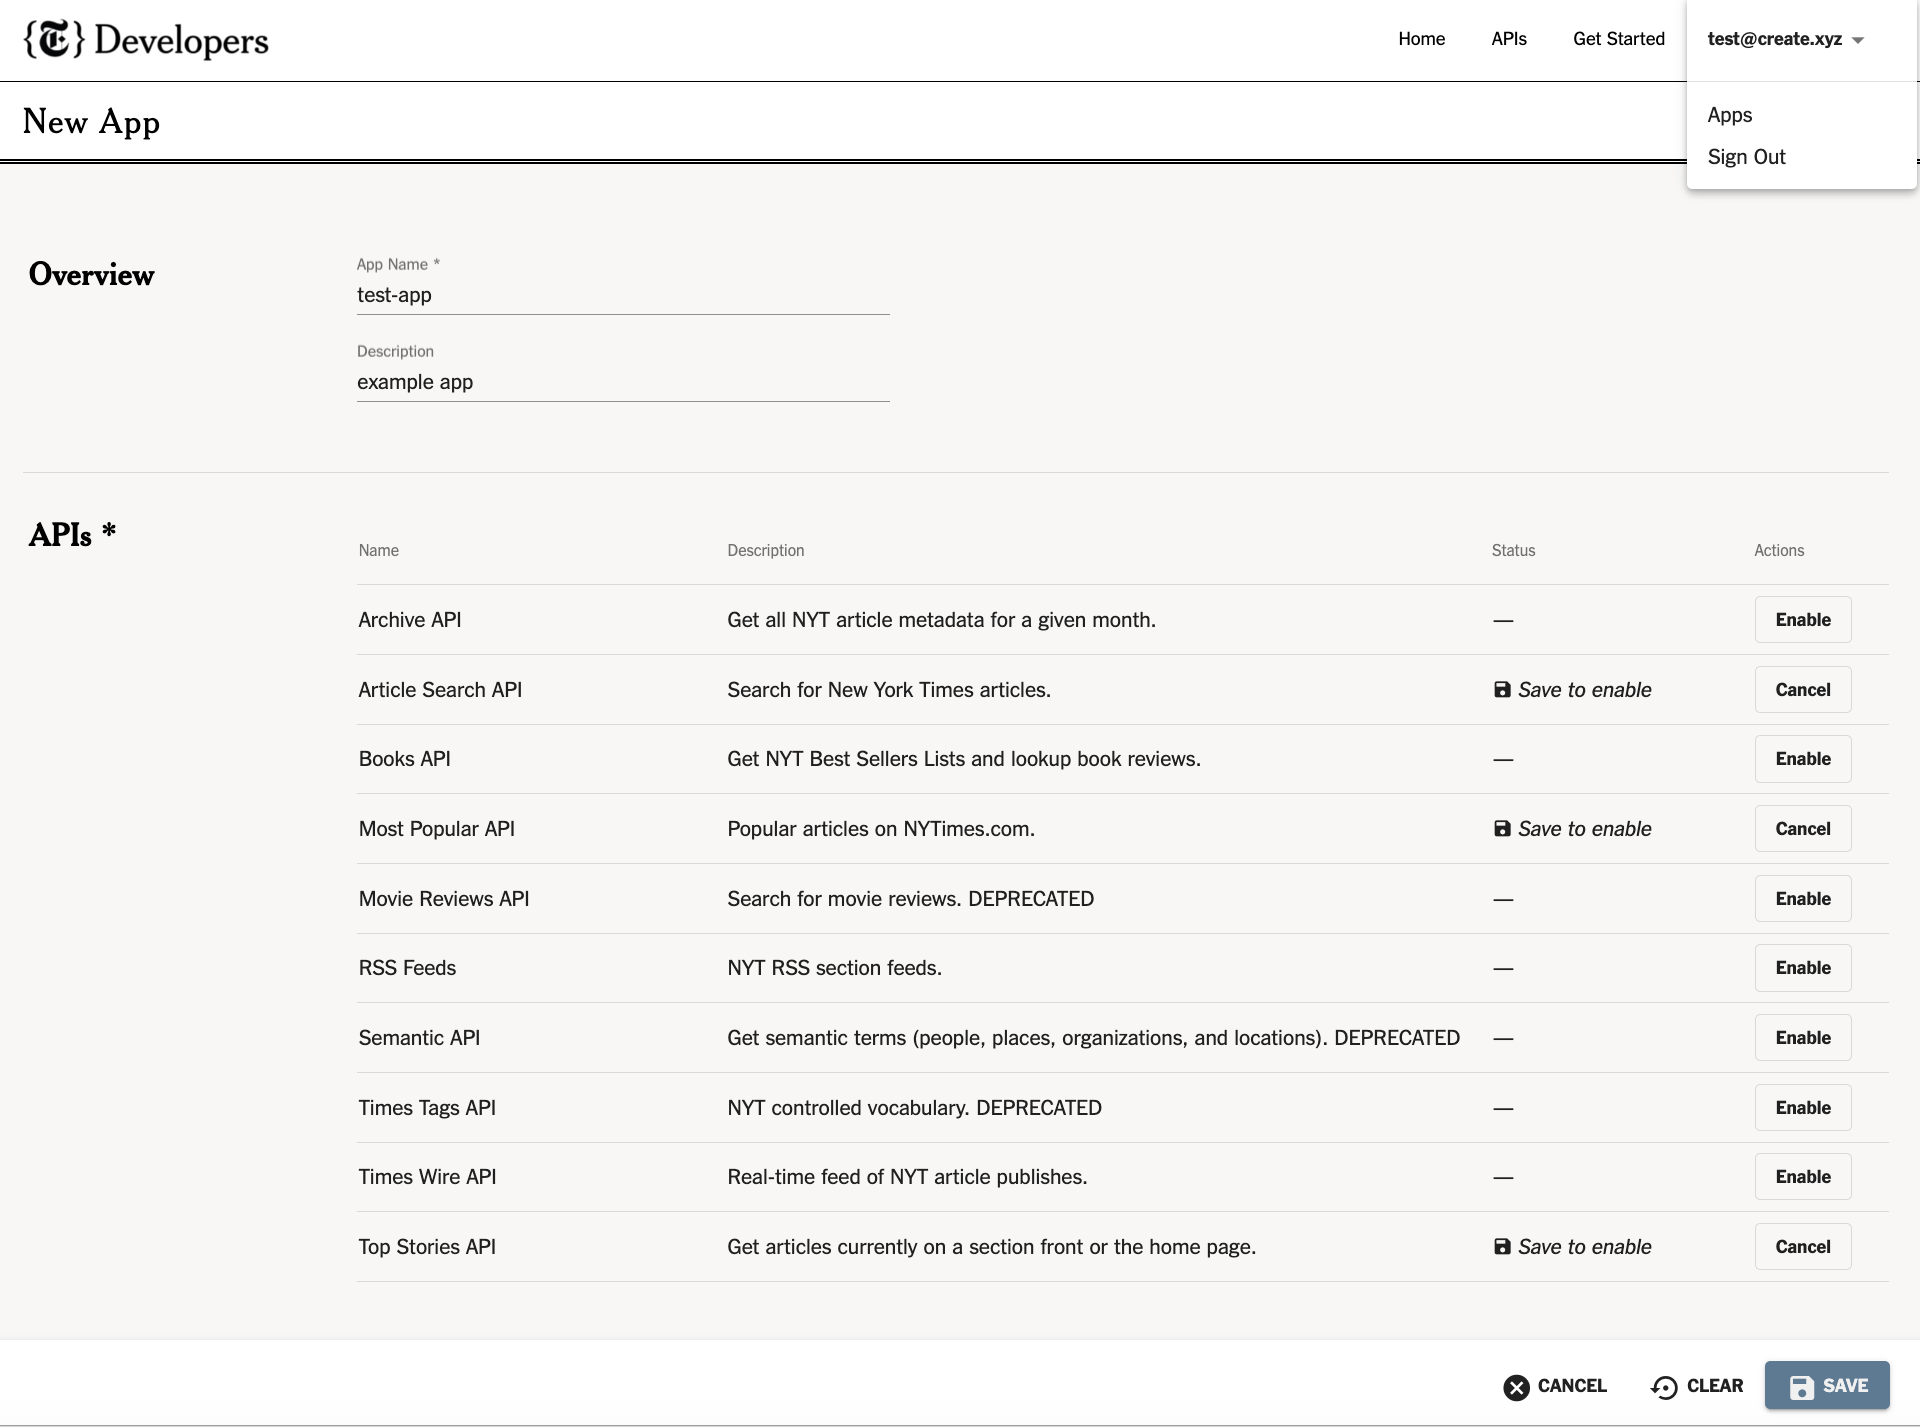 {T} Developers
Home APIs Get Started test@create.xyz
Apps
Sign Out
New App
Overview
App Name *
test-app
Description
example app
APIs *
Name Description Status Actions
Archive API Get all NYT article metadata for a given month. — Enable
Article Search API Search for New York Times articles. Save to enable Cancel
Books API Get NYT Best Sellers Lists and lookup book reviews. — Enable
Most Popular API Popular articles on NYTimes.com. Save to enable Cancel
Movie Reviews API Search for movie reviews. DEPRECATED — Enable
RSS Feeds NYT RSS section feeds. — Enable
Semantic API Get semantic terms (people, places, organizations, and locations). DEPRECATED — Enable
Times Tags API NYT controlled vocabulary. DEPRECATED — Enable
Times Wire API Real-time feed of NYT article publishes. — Enable
Top Stories API Get articles currently on a section front or the home page. Save to enable Cancel
CANCEL CLEAR SAVE